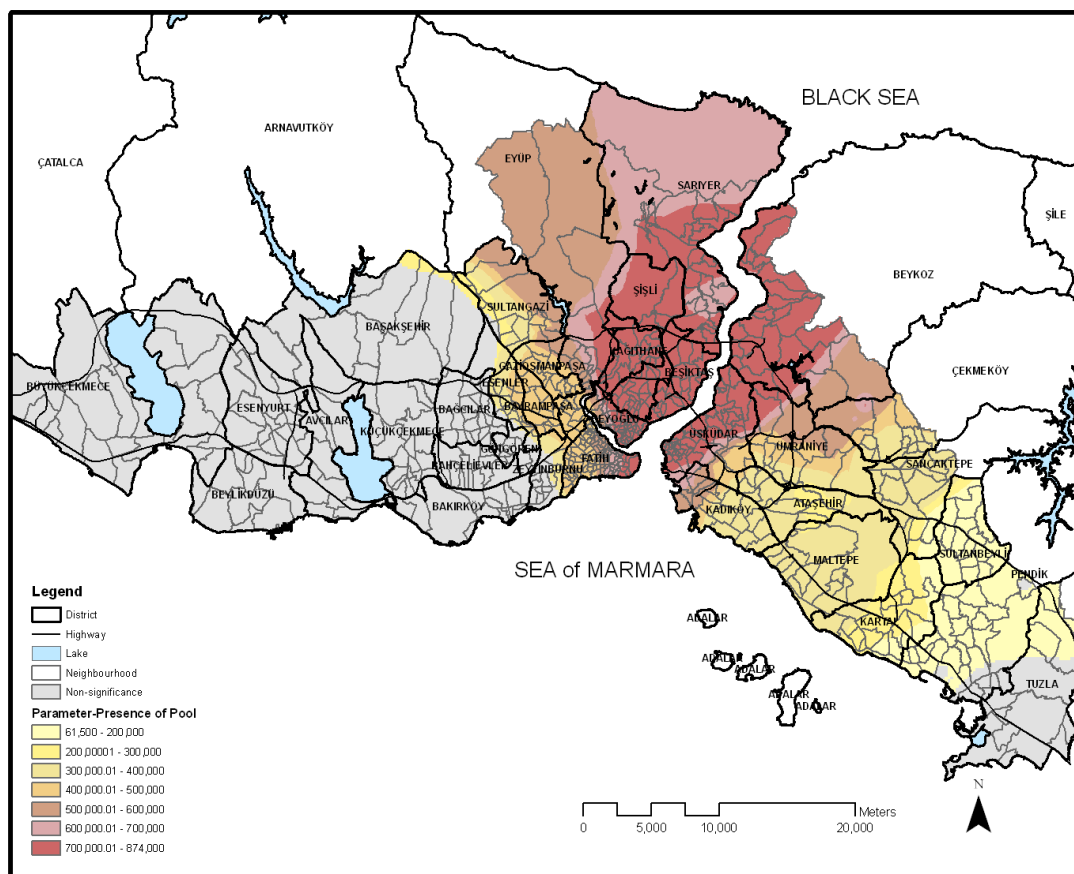 BLACK SEA
ARNAVUTKÖY
ÇATALCA
EYÜP
SARIYER
ŞİLE
BEYKOZ
ŞİŞLİ
SULTANGAZİ
BAŞAKŞEHİR
KAĞITHANE
GAZİOSMANPAŞA
BEŞİKTAŞ
ÇEKMEKÖY
ESENLER
BÜYÜKÇEKMECE
ESENYURT
AVCILAR
BAĞCILAR
BAYRAMPAŞA
KÜÇÜKÇEKMECE
BEYOĞLU
ÜSKÜDAR
ÜMRANİYE
GÜNGÖREN
FATİH
SANCAKTEPE
BAHÇELİEVLER
ZEYTİNBURNU
BEYLİKDÜZÜ
BAKIRKÖY
KADIKÖY
ATAŞEHİR
SULTANBEYLİ
MALTEPE
SEA of MARMARA
PENDİK
KARTAL
ADALAR
ADALAR
ADALAR
ADALAR
ADALAR
TUZLA
Legend
District
Highway
Lake
Neighbourhood
Non-significance
Parameter-Presence of Pool
61,500 - 200,000
200,000.01 - 300,000
300,000.01 - 400,000
400,000.01 - 500,000
500,000.01 - 600,000
600,000.01 - 700,000
700,000.01 - 874,000
N
Meters
0 5,000 10,000 20,000